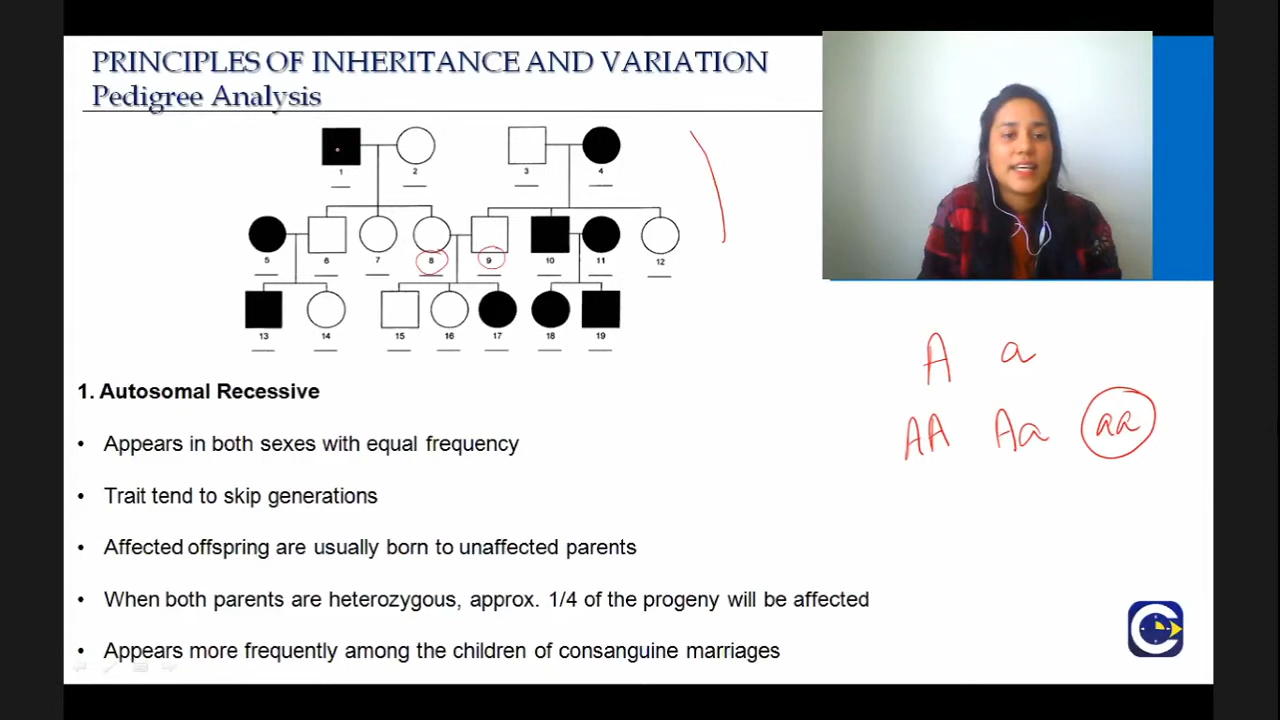 PRINCIPLES OF INHERITANCE AND VARIATION
Pedigree Analysis
1 2 3 4
5 6 7 8 9 10 11 12
13 14 15 16 17 18 19
A a
AA Aa aa
1. Autosomal Recessive
• Appears in both sexes with equal frequency
• Trait tend to skip generations
• Affected offspring are usually born to unaffected parents
• When both parents are heterozygous, approx. 1/4 of the progeny will be affected
• Appears more frequently among the children of consanguine marriages